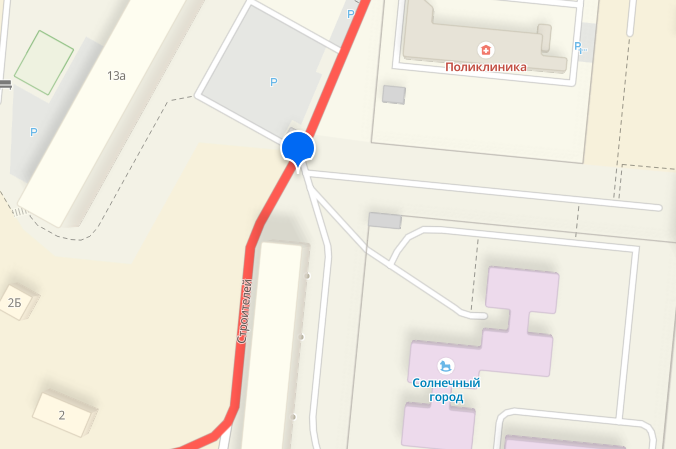 Р
Р
Р
Поликлиника
13а
Р
Строителей
2Б
2
Солнечный
город